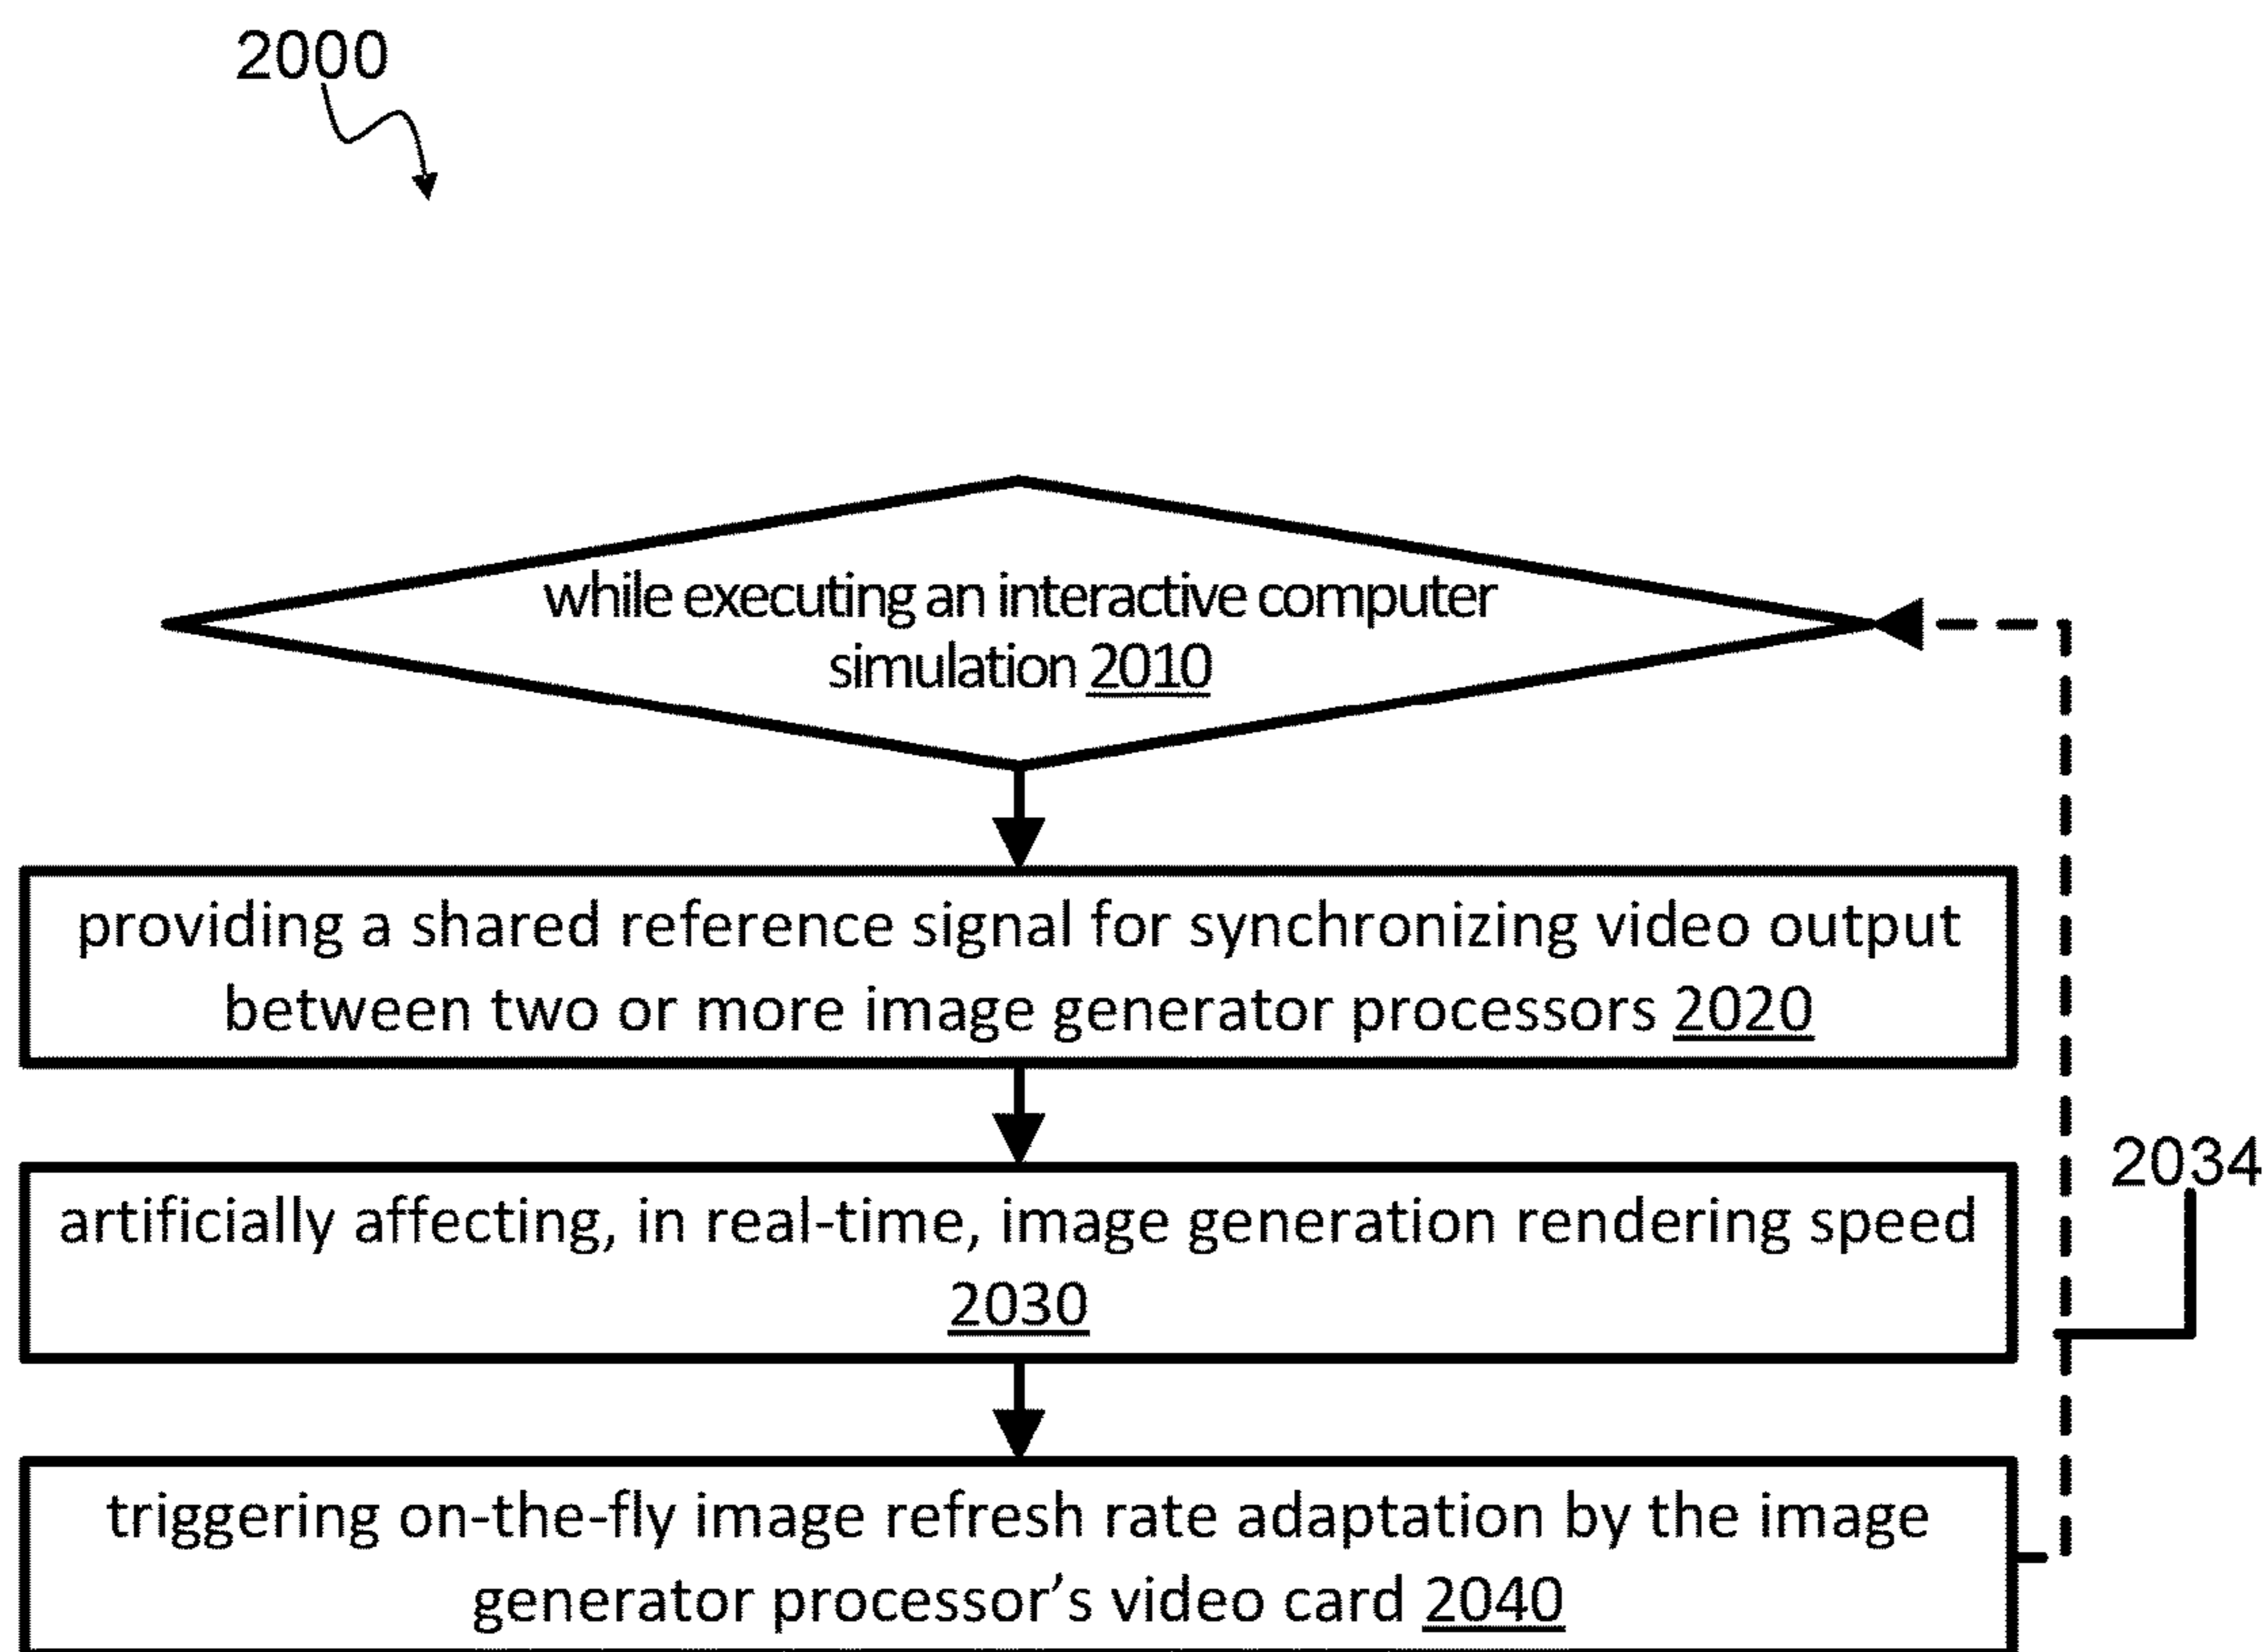 2000
while executing an interactive computer
simulation 2010
providing a shared reference signal for synchronizing video output
between two or more image generator processors 2020
artificially affecting, in real-time, image generation rendering speed
2030
2034
triggering on-the-fly image refresh rate adaptation by the image
generator processor’s video card 2040